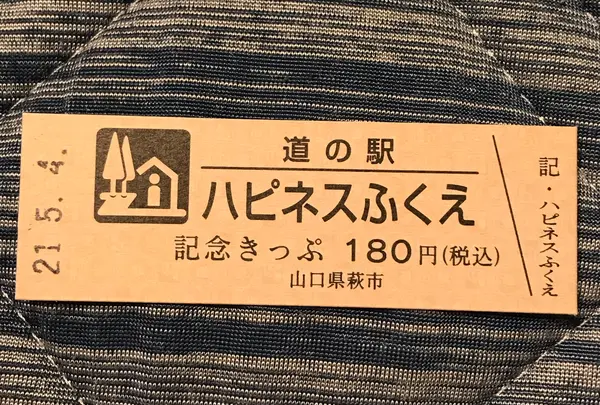 21.5.4.
道の駅
ハピネスふくえ
記念きっぷ 180円(税込)
山口県萩市
記・ハピネスふくえ